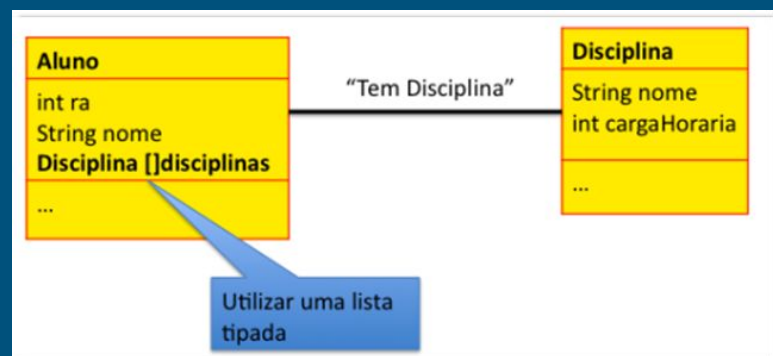 Aluno
int ra
String nome
Disciplina []disciplinas
...
"Tem Disciplina"
Disciplina
String nome
int cargaHoraria
...
Utilizar uma lista
tipada